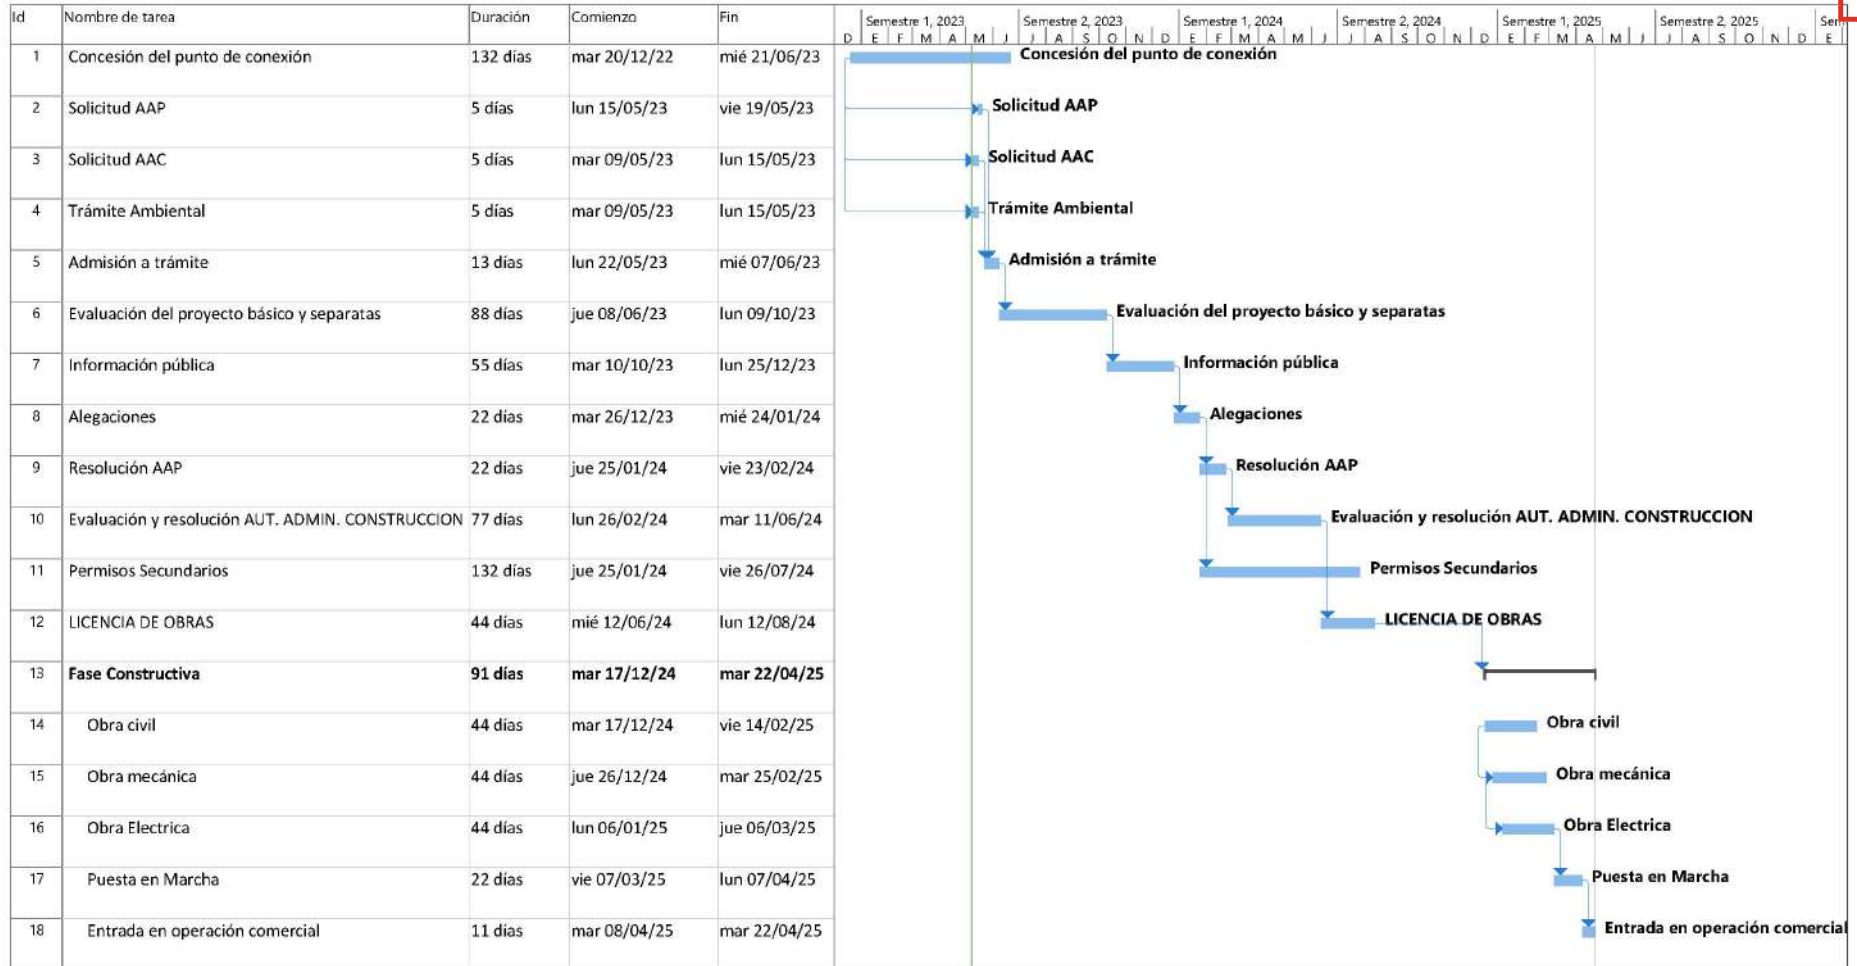 Id Nombre de tarea Duración Comienzo Fin Semestre 1, 2023 Semestre 2, 2023 Semestre 1, 2024 Semestre 2, 2024 Semestre 1, 2025 Semestre 2, 2025 Sem
D E F M A M J J A S O N D E F M A M J J A S O N D E F M A M J J A S O N D E
1 Concesión del punto de conexión 132 días mar 20/12/22 mié 21/06/23 Concesión del punto de conexión
2 Solicitud AAP 5 días lun 15/05/23 vie 19/05/23 Solicitud AAP
3 Solicitud AAC 5 días mar 09/05/23 lun 15/05/23 Solicitud AAC
4 Trámite Ambiental 5 días mar 09/05/23 lun 15/05/23 Trámite Ambiental
5 Admisión a trámite 13 días lun 22/05/23 mié 07/06/23 Admisión a trámite
6 Evaluación del proyecto básico y separatas 88 días jue 08/06/23 lun 09/10/23 Evaluación del proyecto básico y separatas
7 Información pública 55 días mar 10/10/23 lun 25/12/23 Información pública
8 Alegaciones 22 días mar 26/12/23 mié 24/01/24 Alegaciones
9 Resolución AAP 22 días jue 25/01/24 vie 23/02/24 Resolución AAP
10 Evaluación y resolución AUT. ADMIN. CONSTRUCCION 77 días lun 26/02/24 mar 11/06/24 Evaluación y resolución AUT. ADMIN. CONSTRUCCION
11 Permisos Secundarios 132 días jue 25/01/24 vie 26/07/24 Permisos Secundarios
12 LICENCIA DE OBRAS 44 días mié 12/06/24 lun 12/08/24 LICENCIA DE OBRAS
13 Fase Constructiva 91 días mar 17/12/24 mar 22/04/25
14 Obra civil 44 días mar 17/12/24 vie 14/02/25 Obra civil
15 Obra mecánica 44 días jue 26/12/24 mar 25/02/25 Obra mecánica
16 Obra Electrica 44 días lun 06/01/25 jue 06/03/25 Obra Electrica
17 Puesta en Marcha 22 días vie 07/03/25 lun 07/04/25 Puesta en Marcha
18 Entrada en operación comercial 11 días mar 08/04/25 mar 22/04/25 Entrada en operación comercial